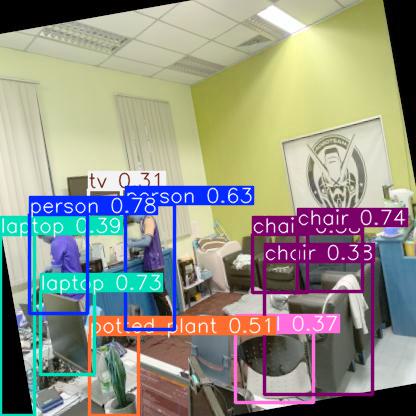 tv 0.31
person 0.63
person 0.78
chair 0.74
laptop 0.39
chair 0.33
laptop 0.73
potted plant 0.51
0.37